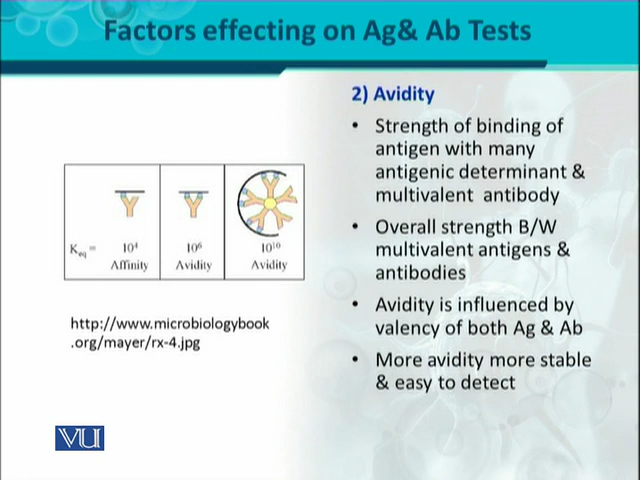 Factors effecting on Ag& Ab Tests
2) Avidity
• Strength of binding of
antigen with many
antigenic determinant &
multivalent antibody
• Overall strength B/W
multivalent antigens &
antibodies
• Avidity is influenced by
valency of both Ag & Ab
• More avidity more stable
& easy to detect
Keq = 10⁴ 10⁶ 10¹⁰
Affinity Avidity Avidity
http://www.microbiologybook
.org/mayer/rx-4.jpg
VU